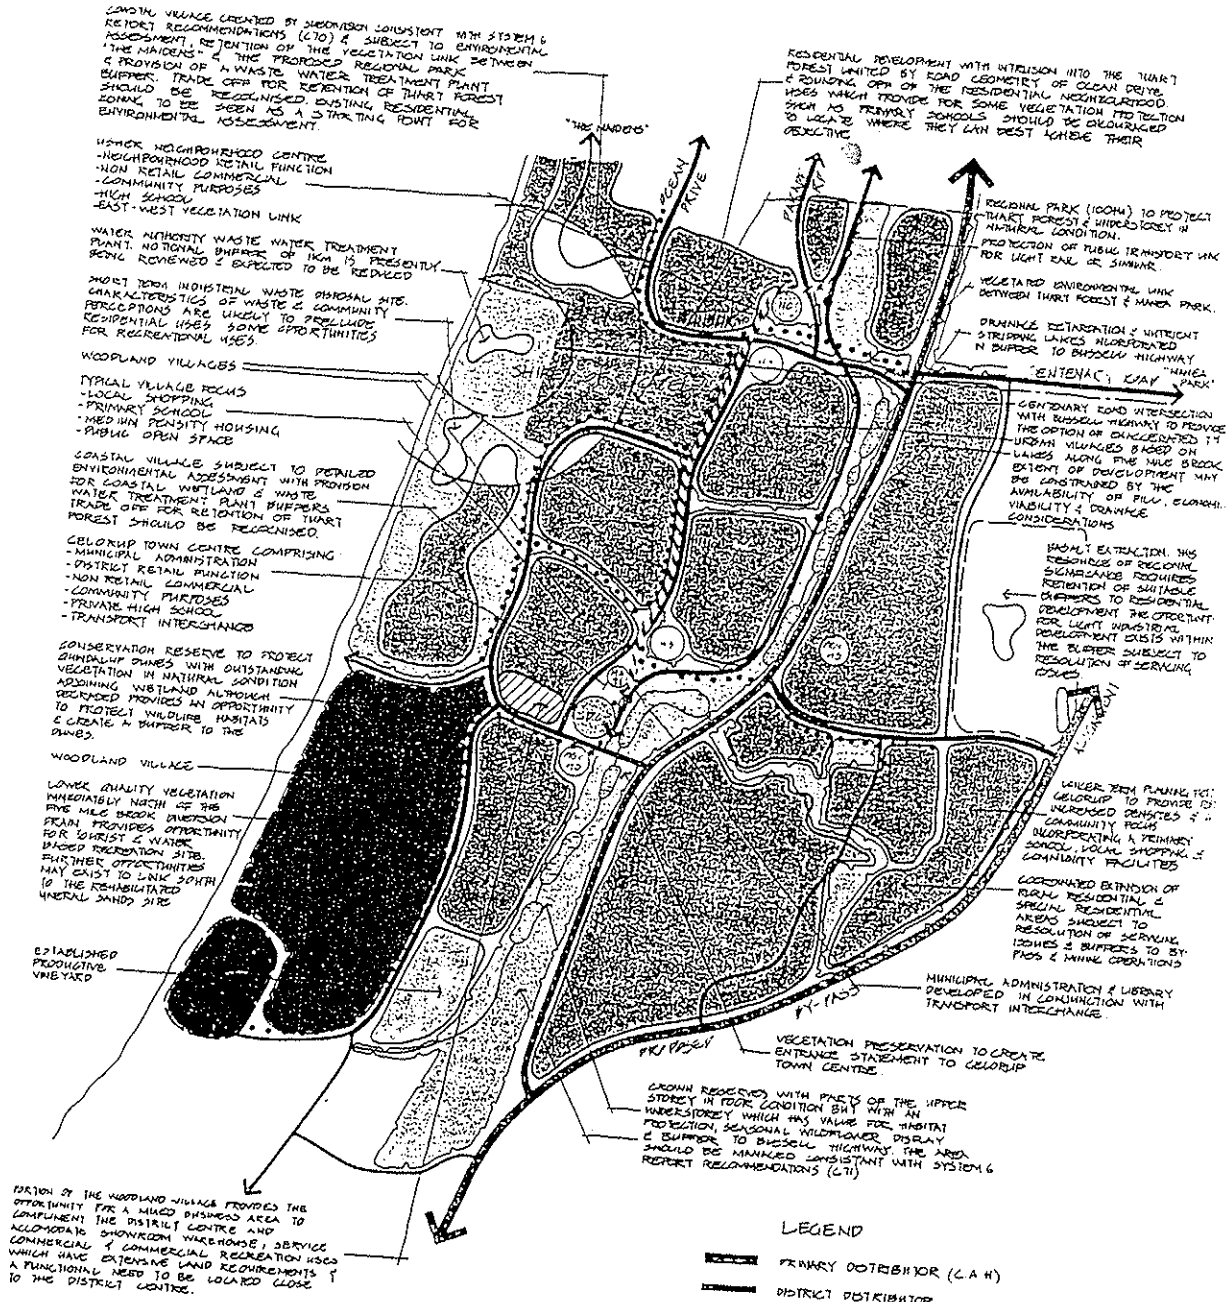 COASTAL VILLAGE CREATED BY SUBDIVISION CONSISTENT WITH SYSTEM 6
REPORT RECOMMENDATIONS (C70) & SUBJECT TO ENVIRONMENTAL
ASSESSMENT, RETENTION OF THE VEGETATION LINK BETWEEN
"THE MAIDENS" & THE PROPOSED REGIONAL PARK
& PROVISION OF A WASTE WATER TREATMENT PLANT
BUFFER. TRADE OFF FOR RETENTION OF TUART FOREST
SHOULD BE RECOGNISED. EXISTING RESIDENTIAL
ZONING TO BE SEEN AS A STARTING POINT FOR
ENVIRONMENTAL ASSESSMENT.
USHER NEIGHBOURHOOD CENTRE
-NEIGHBOURHOOD RETAIL FUNCTION
-NON RETAIL COMMERCIAL
-COMMUNITY PURPOSES
-HIGH SCHOOL
-EAST-WEST VEGETATION LINK
WATER AUTHORITY WASTE WATER TREATMENT
PLANT. NOTIONAL BUFFER OF 1KM IS PRESENTLY
BEING REVIEWED & EXPECTED TO BE REDUCED
SHORT TERM INDUSTRIAL WASTE DISPOSAL SITE.
CHARACTERISTICS OF WASTE & COMMUNITY
PERCEPTIONS ARE LIKELY TO PRECLUDE
RESIDENTIAL USES. SOME OPPORTUNITIES
FOR RECREATIONAL USES.
WOODLAND VILLAGES
TYPICAL VILLAGE FOCUS
-LOCAL SHOPPING
-PRIMARY SCHOOL
-MEDIUM DENSITY HOUSING
-PUBLIC OPEN SPACE
COASTAL VILLAGE SUBJECT TO DETAILED
ENVIRONMENTAL ASSESSMENT WITH PROVISION
FOR COASTAL WETLAND & WASTE
WATER TREATMENT PLANT BUFFERS
TRADE OFF FOR RETENTION OF TUART
FOREST SHOULD BE RECOGNISED.
GELORUP TOWN CENTRE COMPRISING
-MUNICIPAL ADMINISTRATION
-DISTRICT RETAIL FUNCTION
-NON RETAIL COMMERCIAL
-COMMUNITY PURPOSES
-PRIVATE HIGH SCHOOL
-TRANSPORT INTERCHANGE
CONSERVATION RESERVE TO PROTECT
QUINDALUP DUNES WITH OUTSTANDING
VEGETATION IN NATURAL CONDITION
ADJOINING WETLAND ALTHOUGH
DEGRADED PROVIDES AN OPPORTUNITY
TO PROTECT WILDLIFE HABITATS
& CREATE A BUFFER TO THE
DUNES.
WOODLAND VILLAGE
LOWER QUALITY VEGETATION
IMMEDIATELY NORTH OF THE
FIVE MILE BROOK DIVERSION
DRAIN PROVIDES OPPORTUNITY
FOR TOURIST & WATER
BASED RECREATION SITE.
FURTHER OPPORTUNITIES
MAY EXIST TO LINK SOUTH
TO THE REHABILITATED
MINERAL SANDS SITE
ESTABLISHED
PRODUCTIVE
VINEYARD
PORTION OF THE WOODLAND VILLAGE PROVIDES THE
OPPORTUNITY FOR A MIXED BUSINESS AREA TO
COMPLIMENT THE DISTRICT CENTRE AND
ACCOMODATE SHOWROOM WAREHOUSE, SERVICE
COMMERCIAL & COMMERCIAL RECREATION USES
WHICH HAVE EXTENSIVE LAND REQUIREMENTS &
A FUNCTIONAL NEED TO BE LOCATED CLOSE
TO THE DISTRICT CENTRE.
RESIDENTIAL DEVELOPMENT WITH INTRUSION INTO THE TUART
FOREST LIMITED BY ROAD GEOMETRY OF OCEAN DRIVE
& ROUNDING OFF OF THE RESIDENTIAL NEIGHBOURHOOD.
USES WHICH PROVIDE FOR SOME VEGETATION PROTECTION
SUCH AS PRIMARY SCHOOLS SHOULD BE ENCOURAGED
TO LOCATE WHERE THEY CAN BEST ACHIEVE THEIR
OBJECTIVE
"THE MAIDENS"
OCEAN
DRIVE
REGIONAL PARK (100HA) TO PROTECT
TUART FOREST & UNDERSTOREY IN
NATURAL CONDITION.
PROTECTION OF PUBLIC TRANSPORT LINK
FOR LIGHT RAIL OR SIMILAR.
VEGETATED ENVIRONMENTAL LINK
BETWEEN TUART FOREST & MANEA PARK.
DRAINAGE RETARDATION & NUTRIENT
STRIPPING LAKES INCORPORATED
IN BUFFER TO BUSSELL HIGHWAY
"MANEA
PARK"
CENTENARY ROAD INTERSECTION
WITH BUSSELL HIGHWAY TO PROVIDE
THE OPTION OF
URBAN VILLAGES BASED ON
LAKES ALONG FIVE MILE BROOK
EXTENT OF DEVELOPMENT MAY
BE CONSTRAINED BY THE
AVAILABILITY OF FILL,
VIABILITY & DRAINAGE
CONSIDERATIONS
BASALT EXTRACTION. THIS
RESOURCE OF REGIONAL
SIGNIFICANCE REQUIRES
RETENTION OF SUITABLE
BUFFERS TO RESIDENTIAL
DEVELOPMENT THE
FOR LIGHT INDUSTRIAL
DEVELOPMENT EXISTS WITHIN
THE BUFFER SUBJECT TO
RESOLUTION OF SERVICING
ISSUES.
LONGER TERM PLANNING
GELORUP TO PROVIDE
INCREASED DENSITIES &
COMMUNITY FOCUS
INCORPORATING A PRIMARY
SCHOOL, LOCAL SHOPPING &
COMMUNITY FACILITIES
COORDINATED EXTENSION OF
RURAL RESIDENTIAL &
SPECIAL RESIDENTIAL
AREAS SUBJECT TO
RESOLUTION OF SERVICING
ISSUES & BUFFERS TO BY-
PASS & MINING OPERATIONS
MUNICIPAL ADMINISTRATION & LIBRARY
DEVELOPED IN CONJUNCTION WITH
TRANSPORT INTERCHANGE.
PROPOSED BY-PASS
VEGETATION PRESERVATION TO CREATE
ENTRANCE STATEMENT TO GELORUP
TOWN CENTRE.
CROWN RESERVES WITH PARTS OF THE UPPER
STOREY IN POOR CONDITION BUT WITH AN
UNDERSTOREY WHICH HAS VALUE FOR HABITAT
PROTECTION, SEASONAL WILDFLOWER DISPLAY
& BUFFER TO BUSSELL HIGHWAY. THE AREA
SHOULD BE MANAGED CONSISTANT WITH SYSTEM 6
REPORT RECOMMENDATIONS (C71)
LEGEND
PRIMARY DISTRIBUTOR (C.A.H)
DISTRICT DISTRIBUTOR